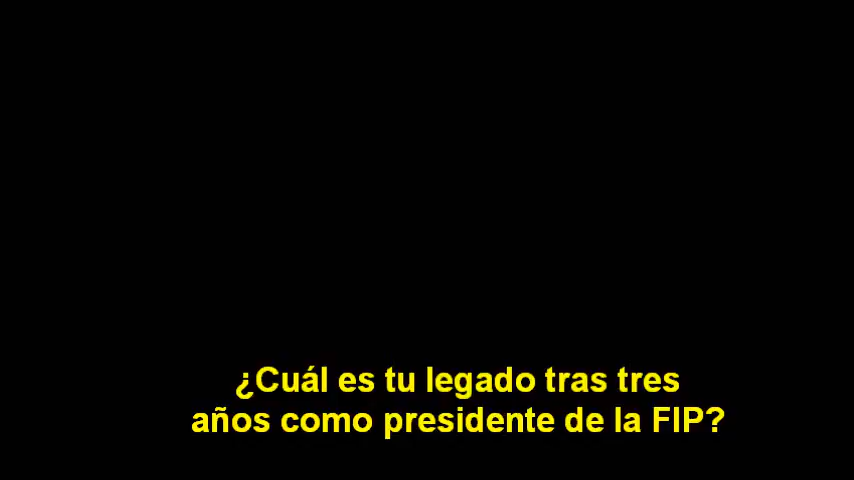 ¿Cuál es tu legado tras tres
años como presidente de la FIP?